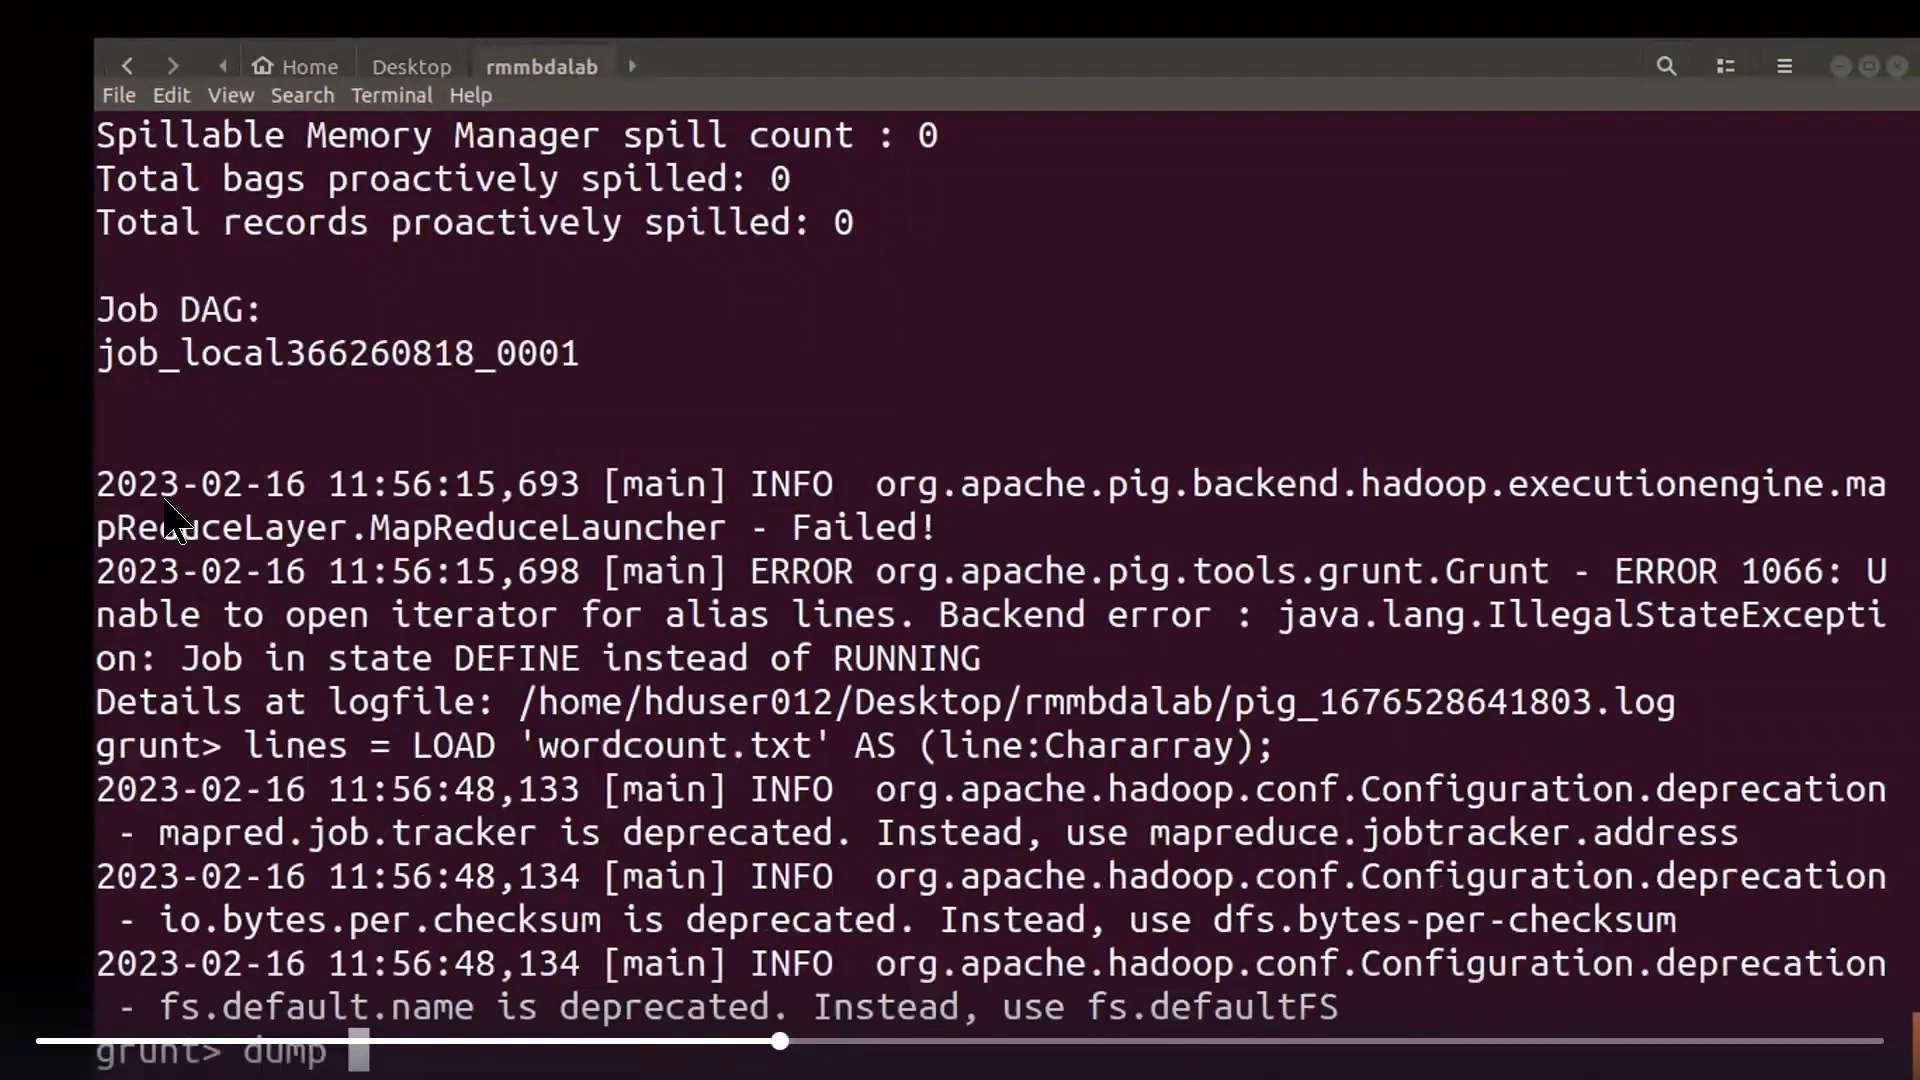 Home Desktop rmmbdalab
File Edit View Search Terminal Help
Spillable Memory Manager spill count : 0
Total bags proactively spilled: 0
Total records proactively spilled: 0
Job DAG:
job_local366260818_0001
2023-02-16 11:56:15,693 [main] INFO  org.apache.pig.backend.hadoop.executionengine.ma
pReduceLayer.MapReduceLauncher - Failed!
2023-02-16 11:56:15,698 [main] ERROR org.apache.pig.tools.grunt.Grunt - ERROR 1066: U
nable to open iterator for alias lines. Backend error : java.lang.IllegalStateExcepti
on: Job in state DEFINE instead of RUNNING
Details at logfile: /home/hduser012/Desktop/rmmbdalab/pig_1676528641803.log
grunt> lines = LOAD 'wordcount.txt' AS (line:Chararray);
2023-02-16 11:56:48,133 [main] INFO  org.apache.hadoop.conf.Configuration.deprecation
 - mapred.job.tracker is deprecated. Instead, use mapreduce.jobtracker.address
2023-02-16 11:56:48,134 [main] INFO  org.apache.hadoop.conf.Configuration.deprecation
 - io.bytes.per.checksum is deprecated. Instead, use dfs.bytes-per-checksum
2023-02-16 11:56:48,134 [main] INFO  org.apache.hadoop.conf.Configuration.deprecation
 - fs.default.name is deprecated. Instead, use fs.defaultFS
grunt> dump